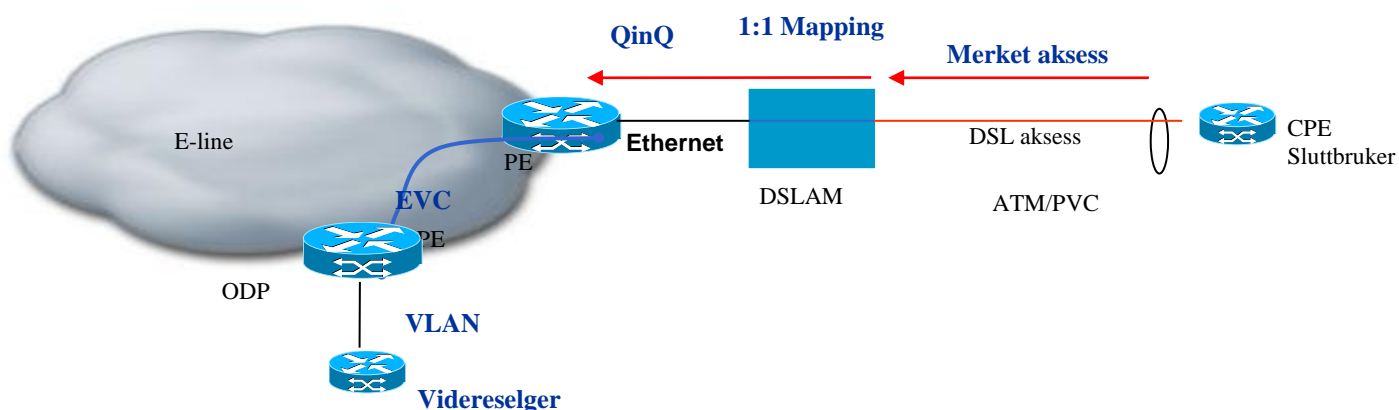 QinQ
1:1 Mapping
Merket aksess
E-line
PE
Ethernet
DSL aksess
CPE
Sluttbruker
EVC
DSLAM
ATM/PVC
PE
ODP
VLAN
Videreselger